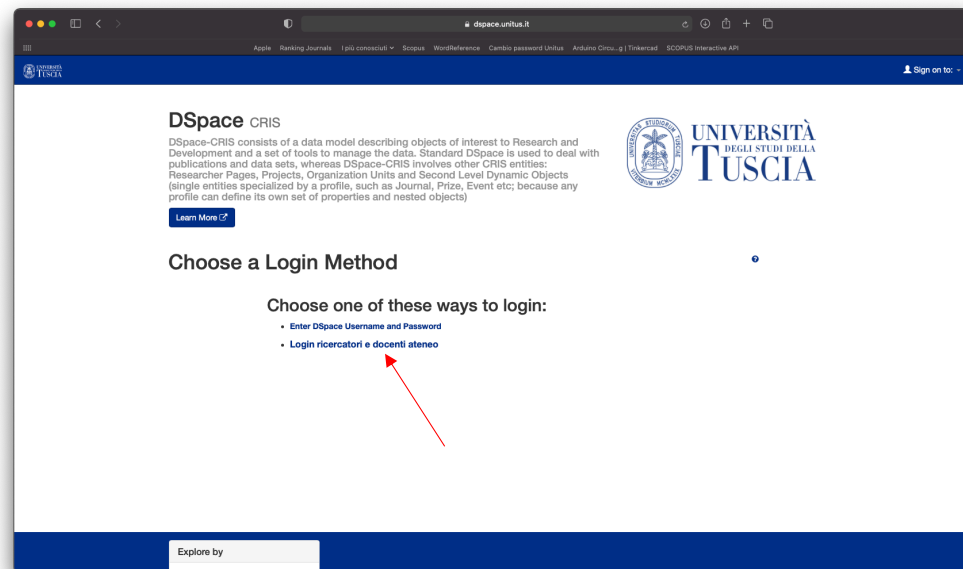 dspace.unitus.it
Apple Ranking Journals I più conosciuti Scopus WordReference Cambio password Unitus Arduino Circu...g | Tinkercad SCOPUS Interactive API
UNIVERSITÀ
TUSCIA
Sign on to:
DSpace CRIS
DSpace-CRIS consists of a data model describing objects of interest to Research and
Development and a set of tools to manage the data. Standard DSpace is used to deal with
publications and data sets, whereas DSpace-CRIS involves other CRIS entities:
Researcher Pages, Projects, Organization Units and Second Level Dynamic Objects
(single entities specialized by a profile, such as Journal, Prize, Event etc; because any
profile can define its own set of properties and nested objects)
Learn More
UNIVERSITÀ
DEGLI STUDI DELLA
TUSCIA
Choose a Login Method
Choose one of these ways to login:
• Enter DSpace Username and Password
• Login ricercatori e docenti ateneo
Explore by